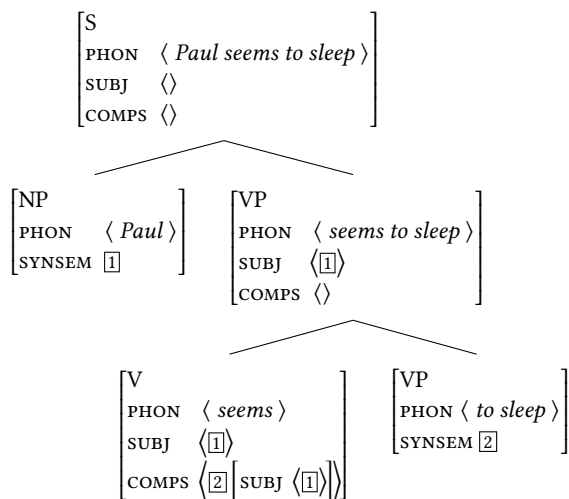 S
PHON ⟨ Paul seems to sleep ⟩
SUBJ ⟨⟩
COMPS ⟨⟩
NP
PHON ⟨ Paul ⟩
SYNSEM 1
VP
PHON ⟨ seems to sleep ⟩
SUBJ ⟨1⟩
COMPS ⟨⟩
V
PHON ⟨ seems ⟩
SUBJ ⟨1⟩
COMPS ⟨2[SUBJ ⟨1⟩]⟩
VP
PHON ⟨ to sleep ⟩
SYNSEM 2